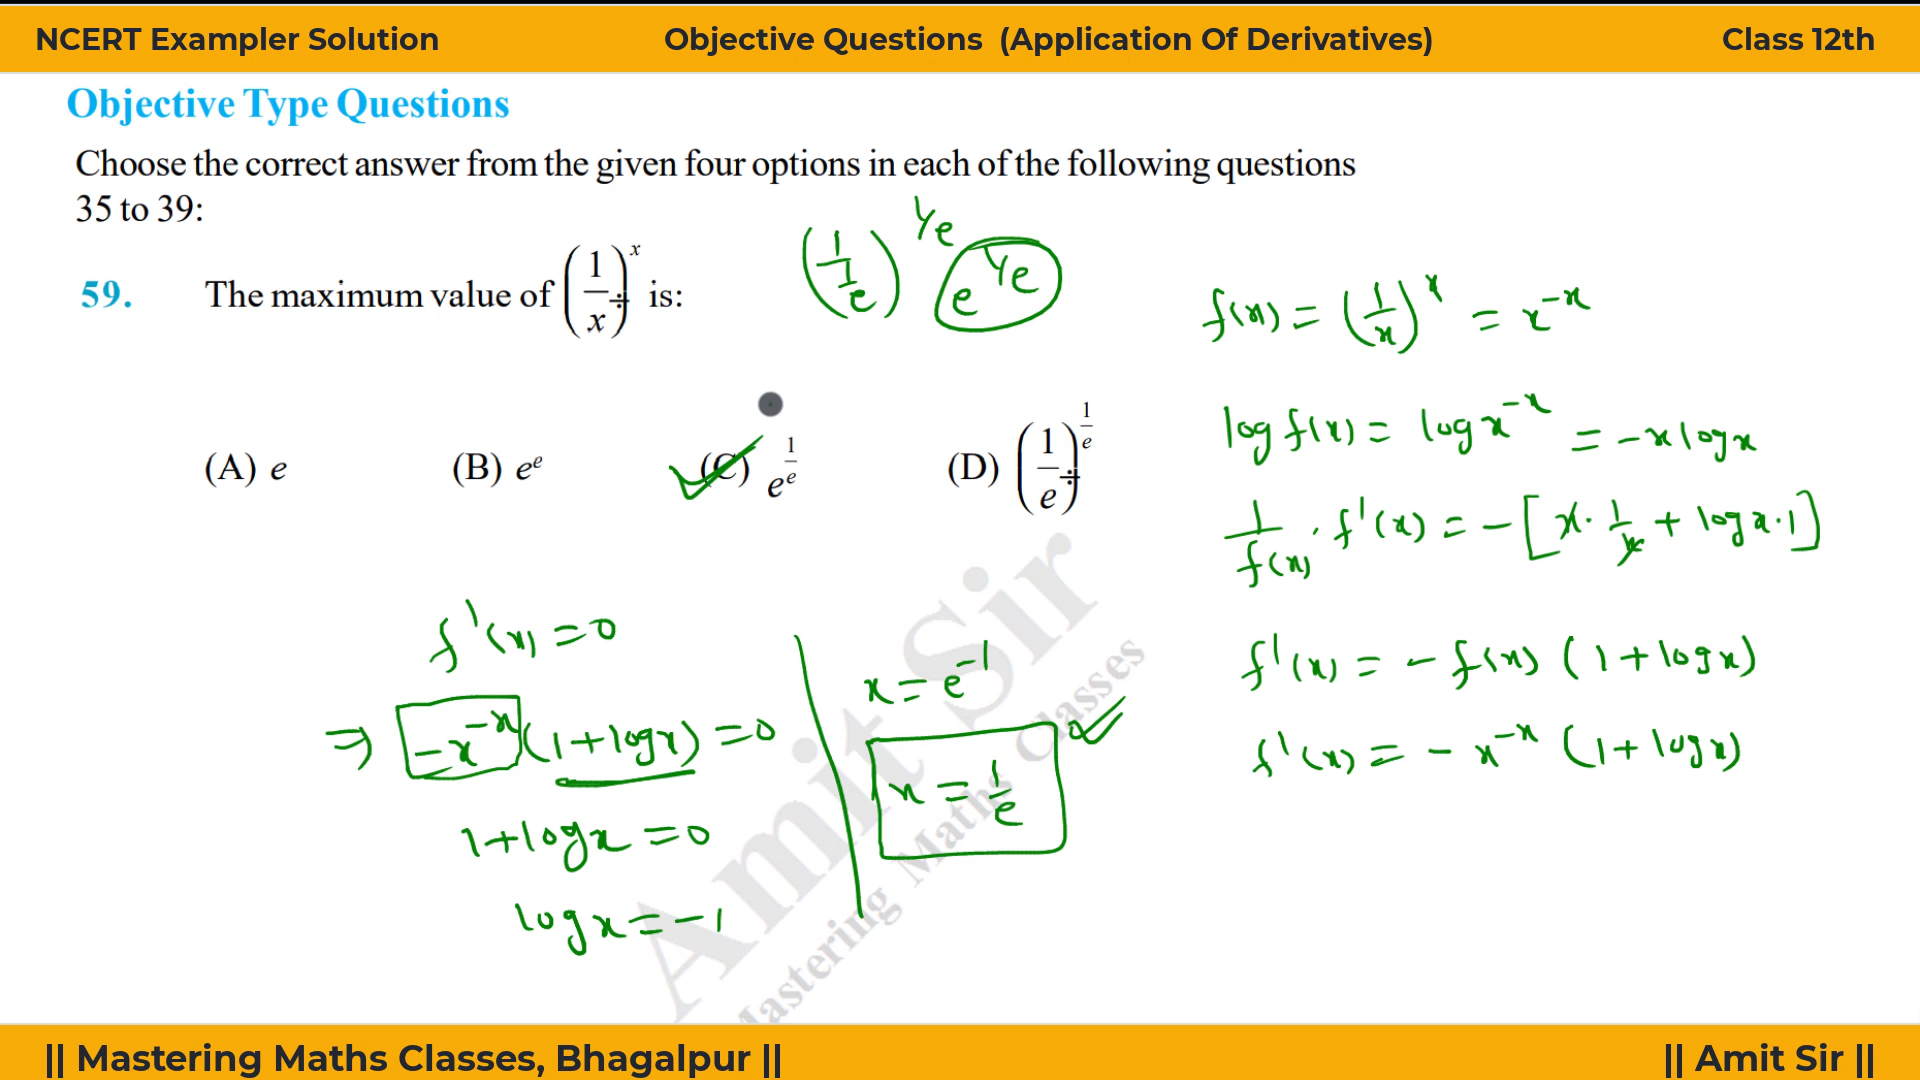 NCERT Exampler Solution Objective Questions (Application Of Derivatives) Class 12th
Objective Type Questions
Choose the correct answer from the given four options in each of the following questions
35 to 39:
59. The maximum value of (1/x)^x is:
(A) e (B) e^e (C) e^(1/e) (D) (1/e)^(1/e)
(1/(1/e))^(1/e) e^(1/e)
f(x) = (1/x)^x = x^(-x)
log f(x) = log x^(-x) = -x log x
1/f(x) · f'(x) = -[x · 1/x + log x · 1]
f'(x) = -f(x) (1 + log x)
f'(x) = -x^(-x) (1 + log x)
f'(x) = 0
⇒ -x^(-x) (1 + log x) = 0
1 + log x = 0
log x = -1
x = e^(-1)
x = 1/e
Amit Sir
Mastering Maths Classes
|| Mastering Maths Classes, Bhagalpur || || Amit Sir ||